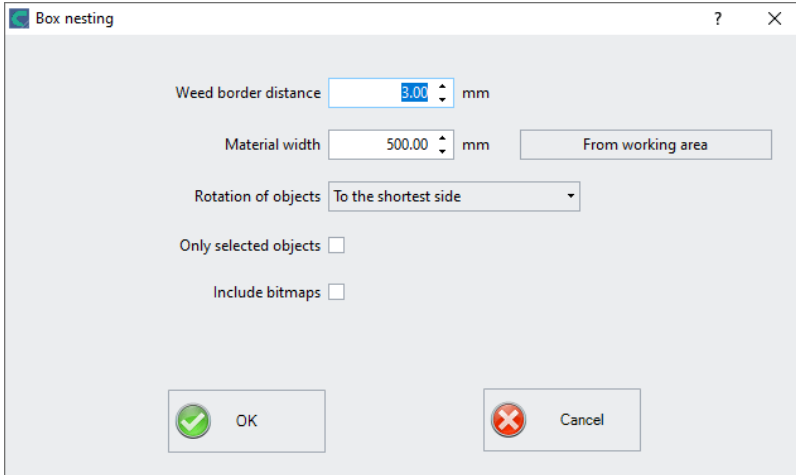 Box nesting ?
Weed border distance 3.00 mm
Material width 500.00 mm From working area
Rotation of objects To the shortest side
Only selected objects
Include bitmaps
OK Cancel